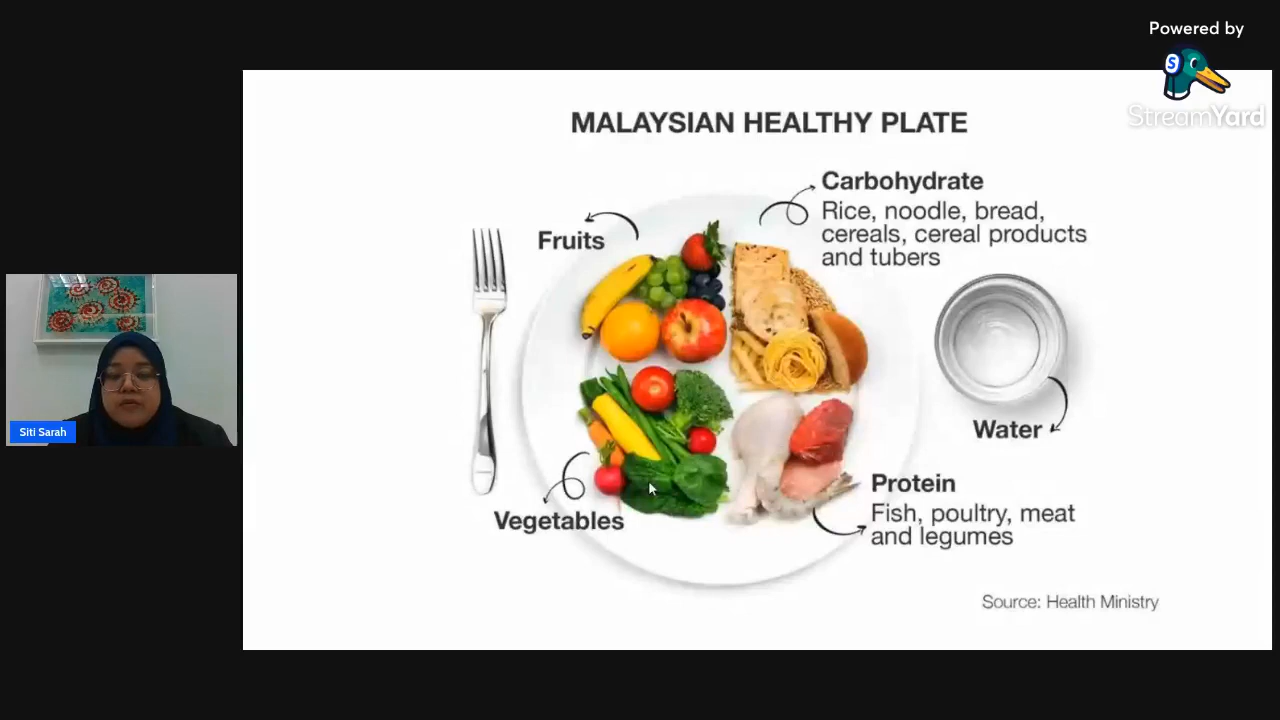 Powered by
S
StreamYard
MALAYSIAN HEALTHY PLATE
Fruits
Carbohydrate
Rice, noodle, bread,
cereals, cereal products
and tubers
Water
Vegetables
Protein
Fish, poultry, meat
and legumes
Source: Health Ministry
Siti Sarah